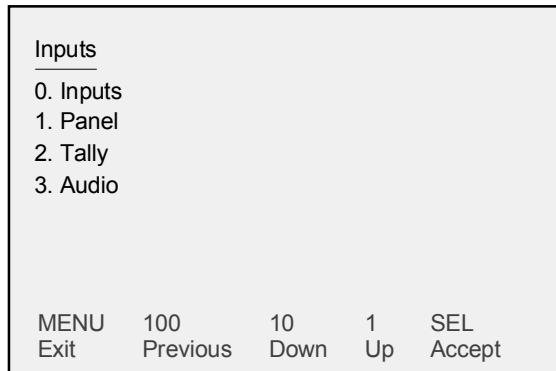 Inputs
0. Inputs
1. Panel
2. Tally
3. Audio
MENU 100 10 1 SEL
Exit Previous Down Up Accept